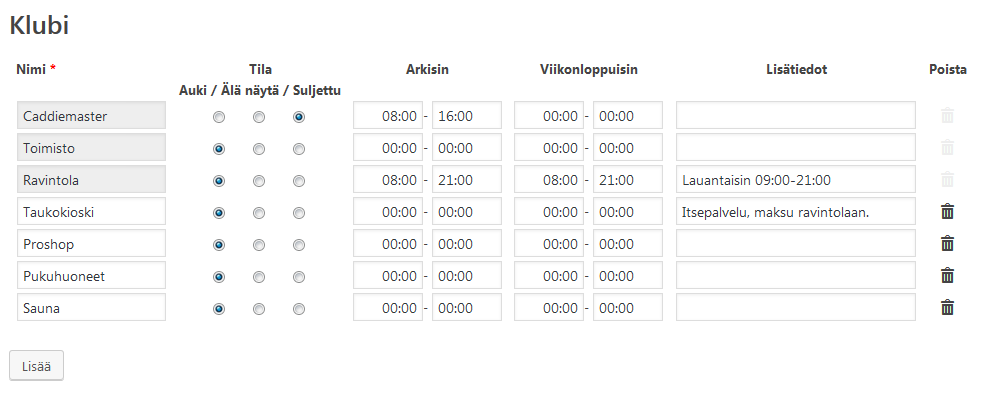 Klubi
Nimi * Tila Arkisin Viikonloppuisin Lisätiedot Poista
Auki / Älä näytä / Suljettu
Caddiemaster 08:00 - 16:00 00:00 - 00:00
Toimisto 00:00 - 00:00 00:00 - 00:00
Ravintola 08:00 - 21:00 08:00 - 21:00 Lauantaisin 09:00-21:00
Taukokioski 00:00 - 00:00 00:00 - 00:00 Itsepalvelu, maksu ravintolaan.
Proshop 00:00 - 00:00 00:00 - 00:00
Pukuhuoneet 00:00 - 00:00 00:00 - 00:00
Sauna 00:00 - 00:00 00:00 - 00:00
Lisää